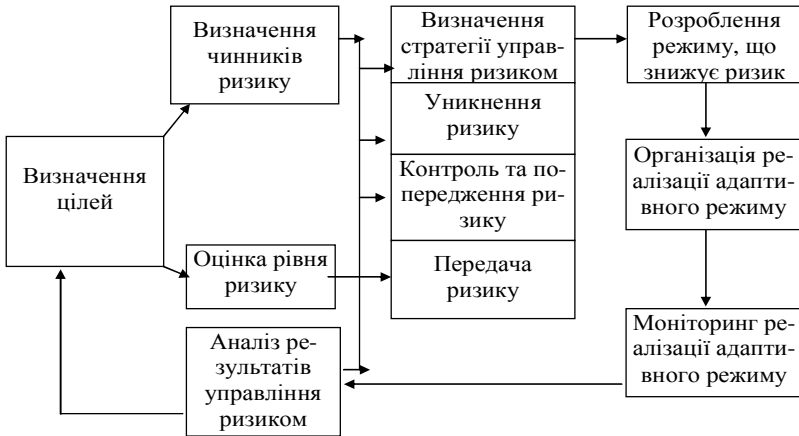 Визначення
чинників
ризику
Визначення
стратегії управ-
ління ризиком
Розроблення
режиму, що
знижує ризик
Уникнення
ризику
Визначення
цілей
Контроль та по-
передження ри-
зику
Організація ре-
алізації адапти-
вного режиму
Оцінка рівня
ризику
Передача
ризику
Аналіз ре-
зультатів
управління
ризиком
Моніторинг ре-
алізації адапти-
вного режиму